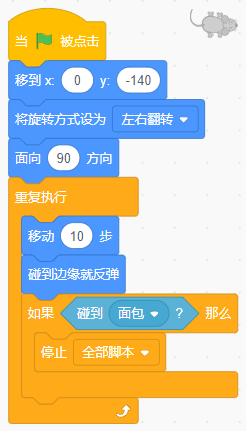 当 被点击
移到 x: 0 y: -140
将旋转方式设为 左右翻转
面向 90 方向
重复执行
移动 10 步
碰到边缘就反弹
如果 碰到 面包 ? 那么
停止 全部脚本